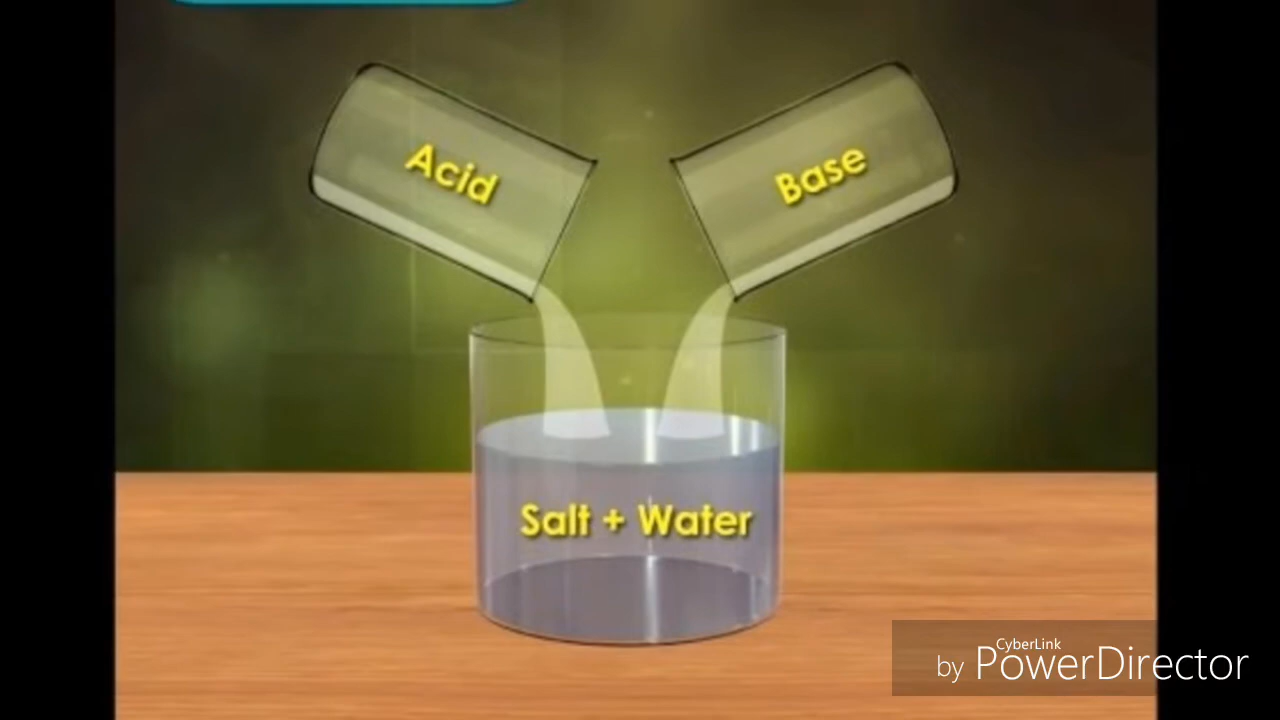 Acid
Base
Salt + Water
CyberLink
by PowerDirector